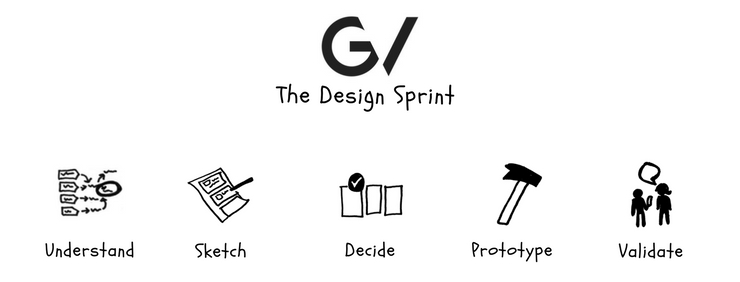 GV
The Design Sprint
Understand
Sketch
Decide
Prototype
Validate